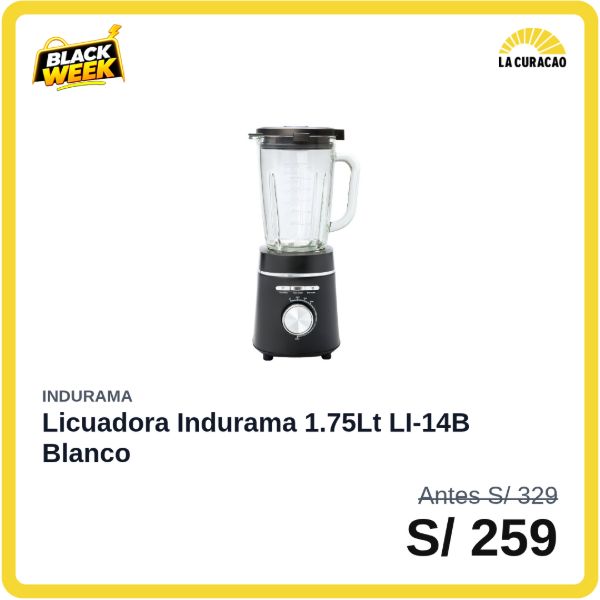 BLACK
WEEK
LA CURACAO
INDURAMA
Licuadora Indurama 1.75Lt LI-14B
Blanco
Antes S/ 329
S/ 259